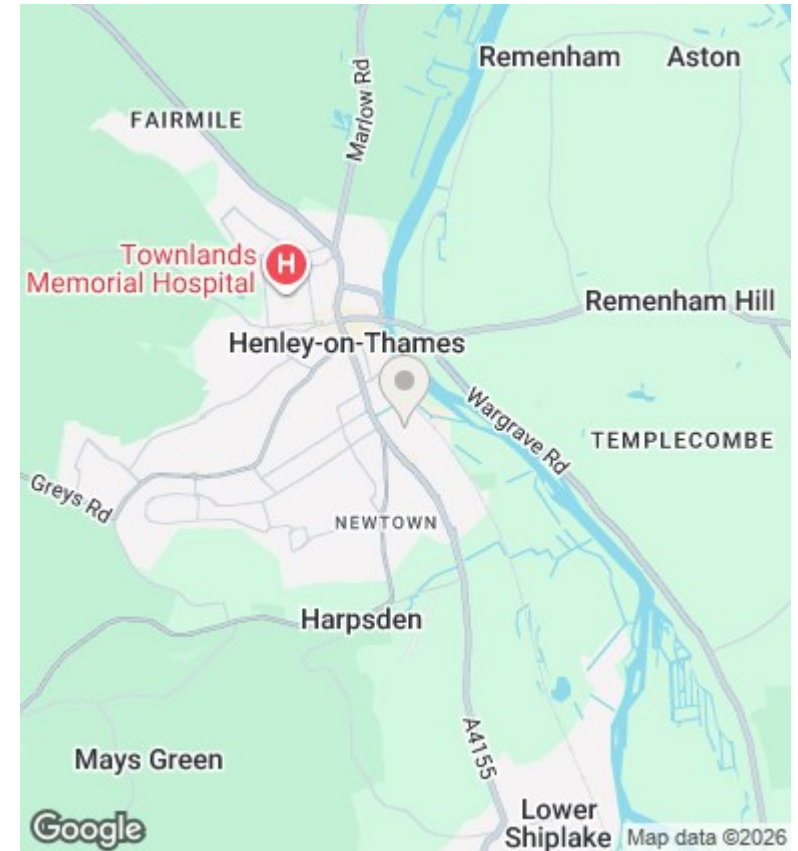 Remenham
Aston
FAIRMILE
Marlow Rd
Townlands
Memorial Hospital
H
Remenham Hill
Henley-on-Thames
Wargrave Rd
TEMPLECOMBE
Greys Rd
NEWTOWN
Harpsden
A4155
Mays Green
Lower
Shiplake
Google
Map data ©2026